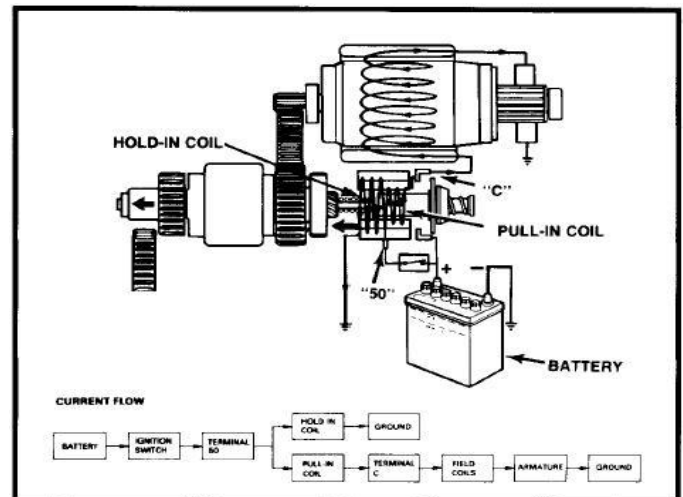 HOLD-IN COIL
"C"
PULL-IN COIL
"50"
+ −
BATTERY
CURRENT FLOW
BATTERY
IGNITION
SWITCH
TERMINAL
50
HOLD IN
COIL
GROUND
PULL-IN
COIL
TERMINAL
C
FIELD
COILS
ARMATURE
GROUND